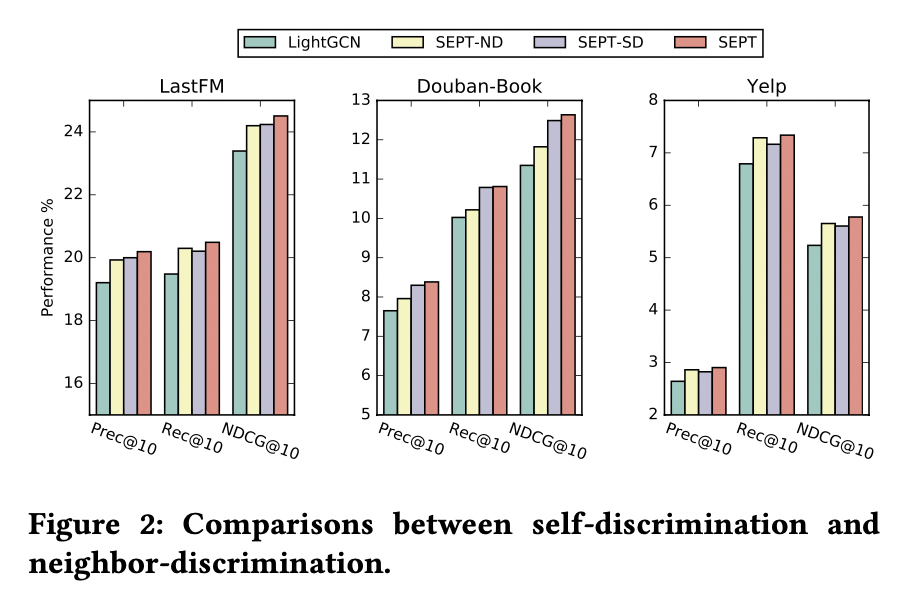 LightGCN SEPT-ND SEPT-SD SEPT
LastFM
Performance %
24
22
20
18
16
Prec@10 Rec@10 NDCG@10
Douban-Book
13
12
11
10
9
8
7
6
5
Prec@10 Rec@10 NDCG@10
Yelp
8
7
6
5
4
3
2
Prec@10 Rec@10 NDCG@10
Figure 2: Comparisons between self-discrimination and
neighbor-discrimination.